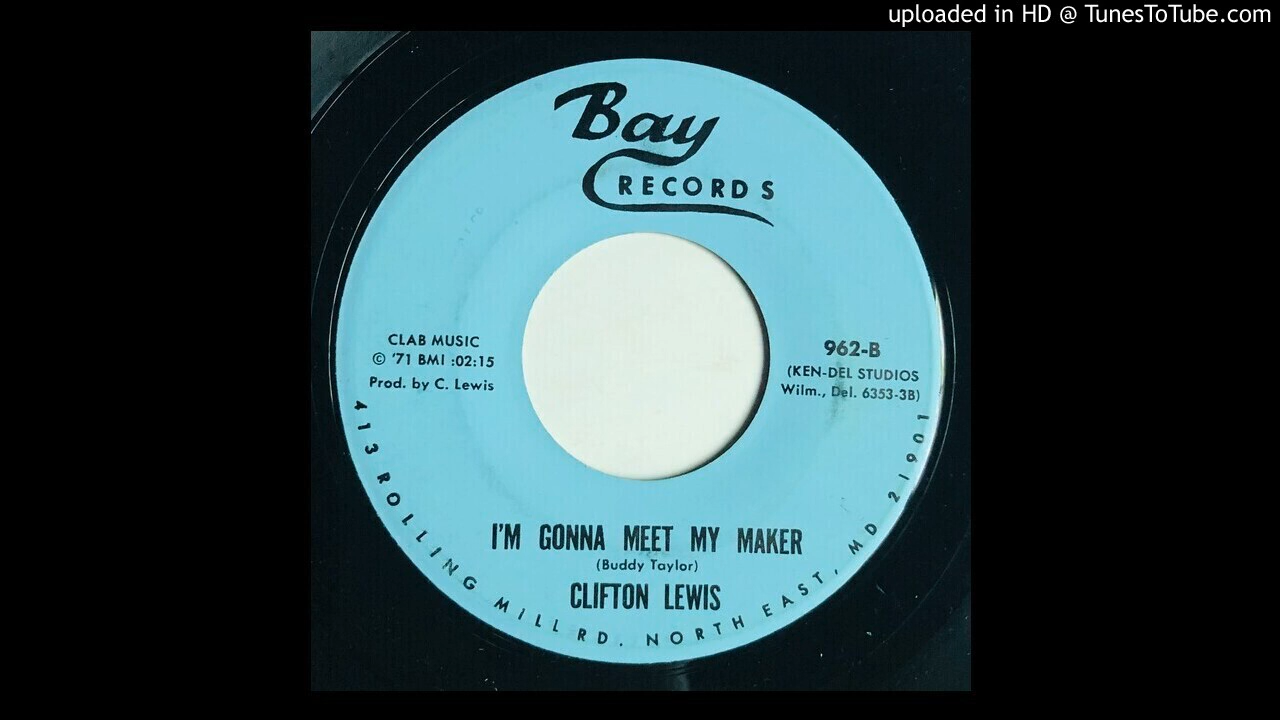 uploaded in HD @ TunesToTube.com
Bay
RECORDS
CLAB MUSIC
© '71 BMI :02:15
Prod. by C. Lewis
962-B
(KEN-DEL STUDIOS
Wilm., Del. 6353-3B)
I'M GONNA MEET MY MAKER
(Buddy Taylor)
CLIFTON LEWIS
413 ROLLING MILL RD. NORTH EAST, MD 21901